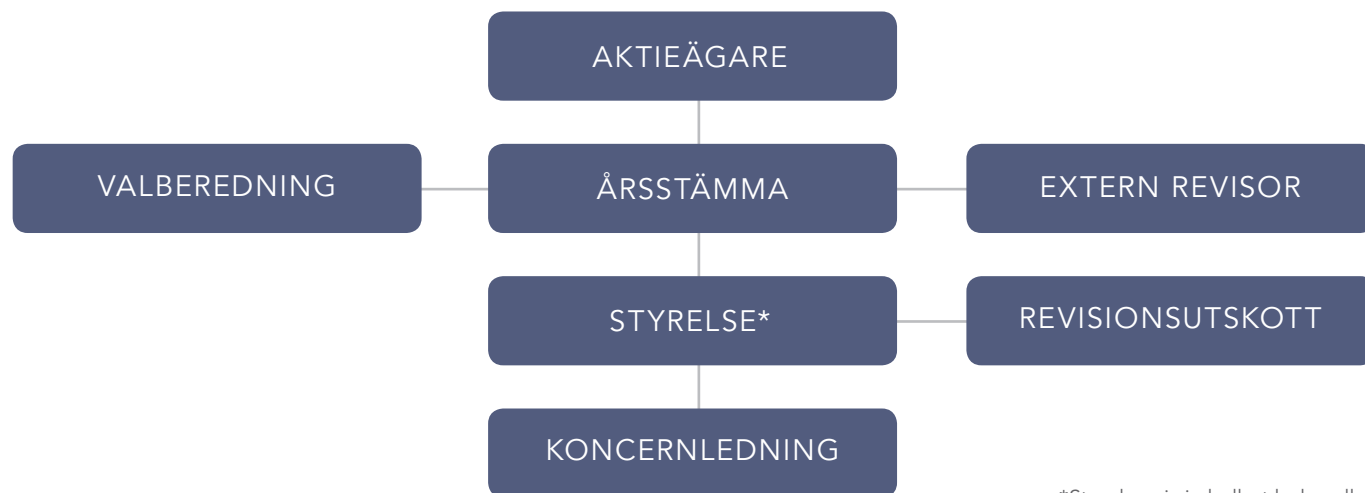 AKTIEÄGARE
VALBEREDNING
ÅRSSTÄMMA
EXTERN REVISOR
STYRELSE*
REVISIONSUTSKOTT
KONCERNLEDNING